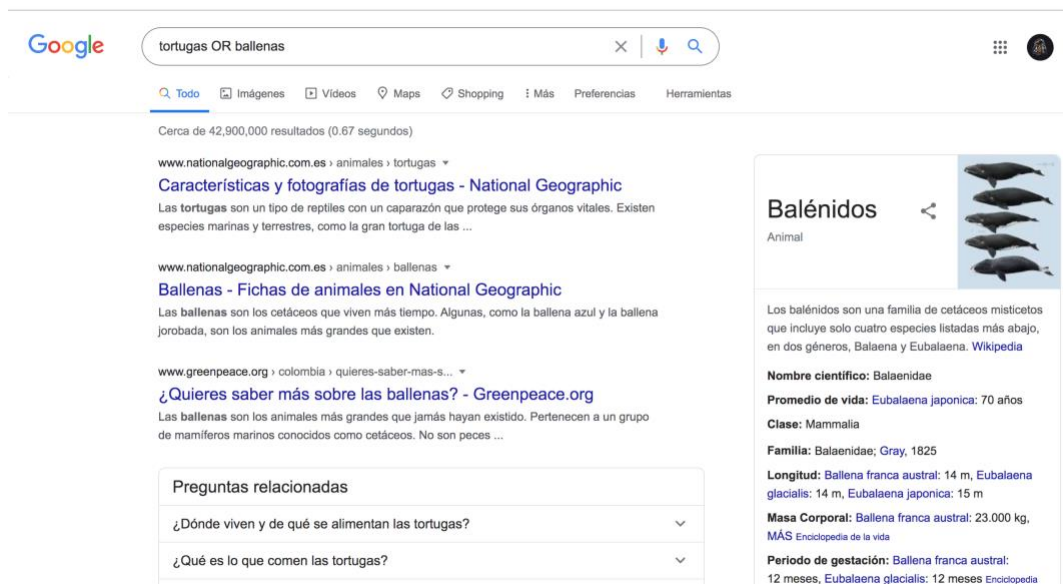 Google
tortugas OR ballenas
Todo Imágenes Vídeos Maps Shopping Más Preferencias Herramientas
Cerca de 42,900,000 resultados (0.67 segundos)
www.nationalgeographic.com.es › animales › tortugas
Características y fotografías de tortugas - National Geographic
Las tortugas son un tipo de reptiles con un caparazón que protege sus órganos vitales. Existen
especies marinas y terrestres, como la gran tortuga de las ...
www.nationalgeographic.com.es › animales › ballenas
Ballenas - Fichas de animales en National Geographic
Las ballenas son los cetáceos que viven más tiempo. Algunas, como la ballena azul y la ballena
jorobada, son los animales más grandes que existen.
www.greenpeace.org › colombia › quieres-saber-mas-s...
¿Quieres saber más sobre las ballenas? - Greenpeace.org
Las ballenas son los animales más grandes que jamás hayan existido. Pertenecen a un grupo
de mamíferos marinos conocidos como cetáceos. No son peces ...
Preguntas relacionadas
¿Dónde viven y de qué se alimentan las tortugas?
¿Qué es lo que comen las tortugas?
Balénidos
Animal
Los balénidos son una familia de cetáceos misticetos
que incluye solo cuatro especies listadas más abajo,
en dos géneros, Balaena y Eubalaena. Wikipedia
Nombre científico: Balaenidae
Promedio de vida: Eubalaena japonica: 70 años
Clase: Mammalia
Familia: Balaenidae; Gray, 1825
Longitud: Ballena franca austral: 14 m, Eubalaena
glacialis: 14 m, Eubalaena japonica: 15 m
Masa Corporal: Ballena franca austral: 23.000 kg,
MÁS Enciclopedia de la vida
Periodo de gestación: Ballena franca austral:
12 meses, Eubalaena glacialis: 12 meses Enciclopedia